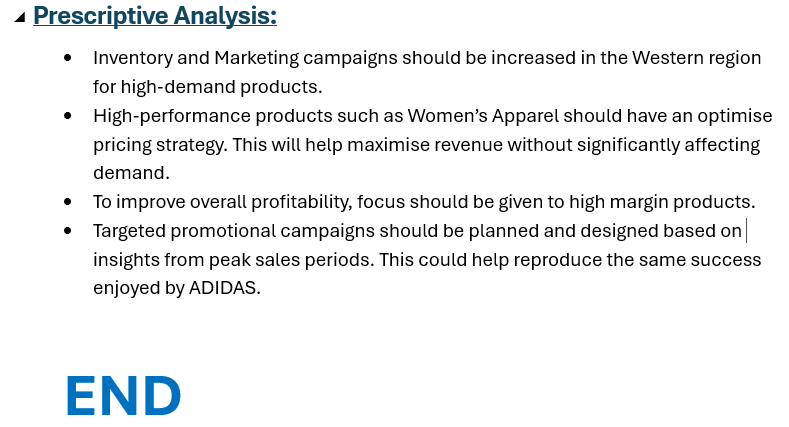 Prescriptive Analysis:
• Inventory and Marketing campaigns should be increased in the Western region
for high-demand products.
• High-performance products such as Women’s Apparel should have an optimise
pricing strategy. This will help maximise revenue without significantly affecting
demand.
• To improve overall profitability, focus should be given to high margin products.
• Targeted promotional campaigns should be planned and designed based on
insights from peak sales periods. This could help reproduce the same success
enjoyed by ADIDAS.
END